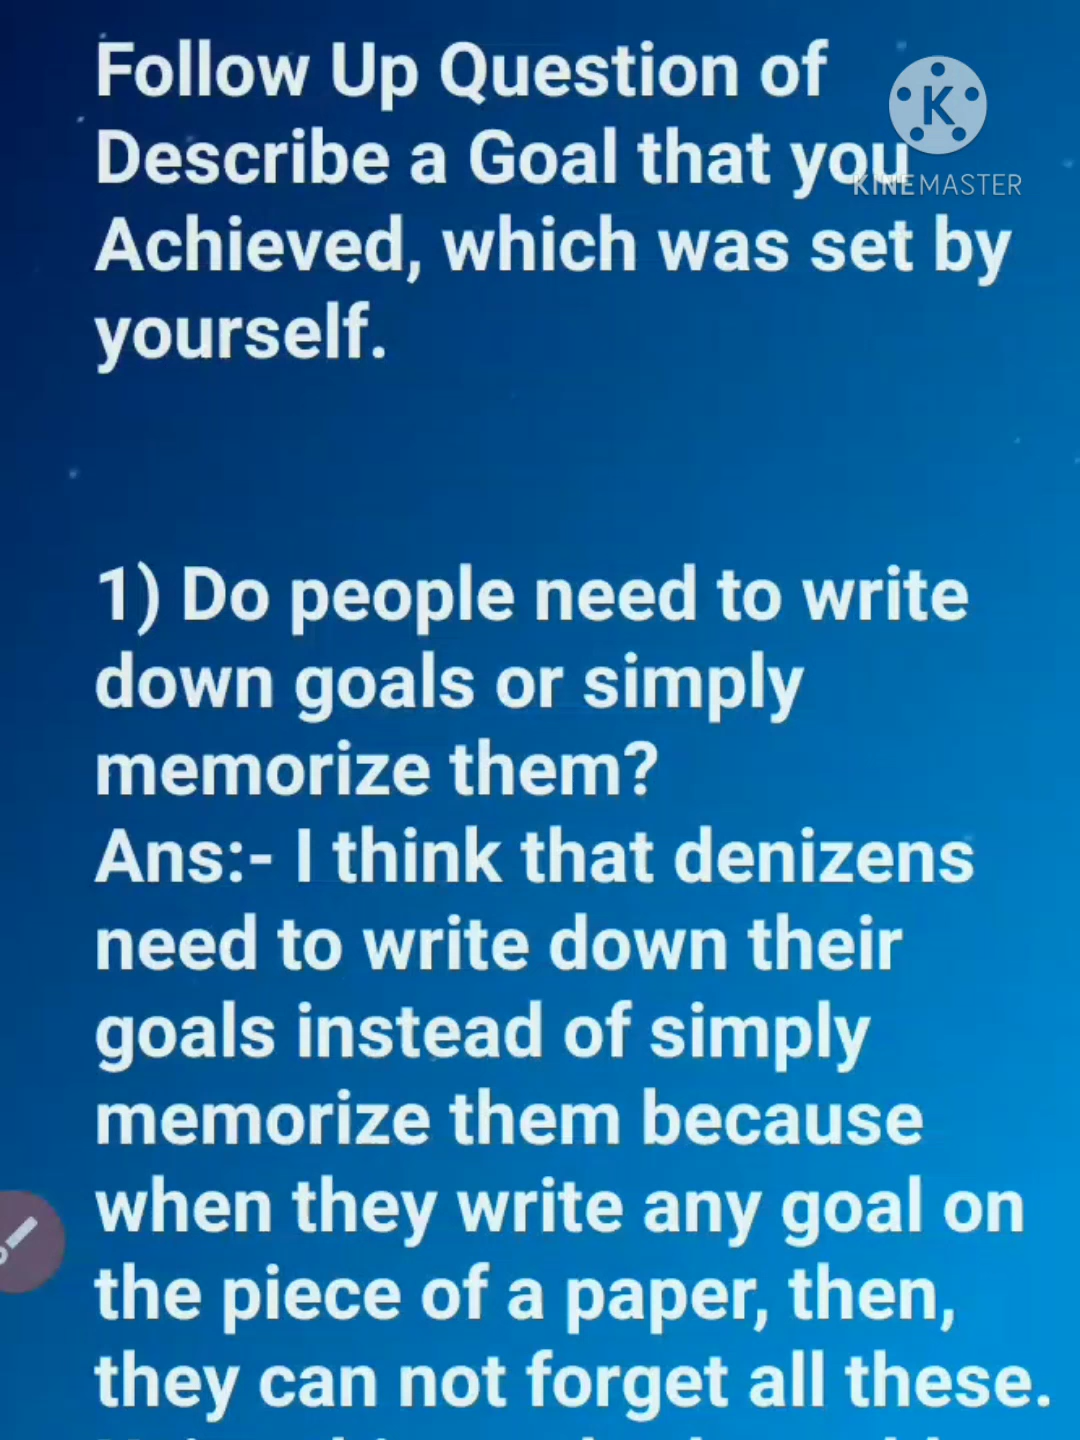 Follow Up Question of
Describe a Goal that you
Achieved, which was set by
yourself.
K
KINEMASTER
1) Do people need to write
down goals or simply
memorize them?
Ans:- I think that denizens
need to write down their
goals instead of simply
memorize them because
when they write any goal on
the piece of a paper, then,
they can not forget all these.